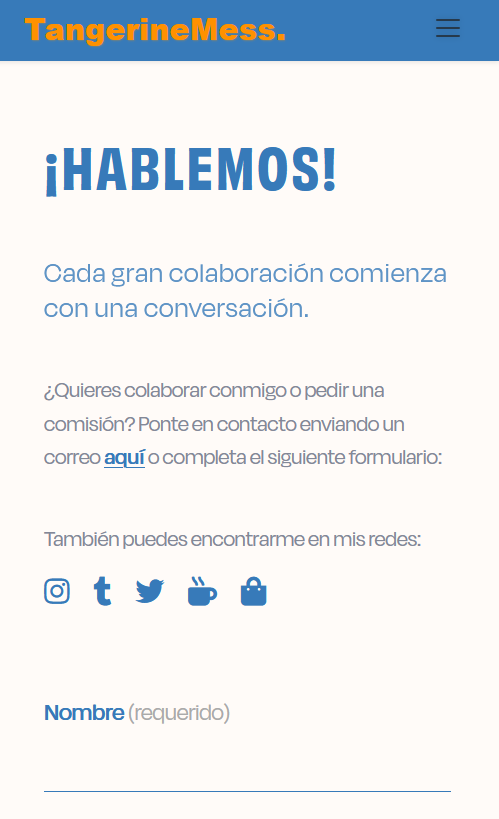 TangerineMess.
¡HABLEMOS!
Cada gran colaboración comienza
con una conversación.
¿Quieres colaborar conmigo o pedir una
comisión? Ponte en contacto enviando un
correo aquí o completa el siguiente formulario:
También puedes encontrarme en mis redes:
Nombre (requerido)